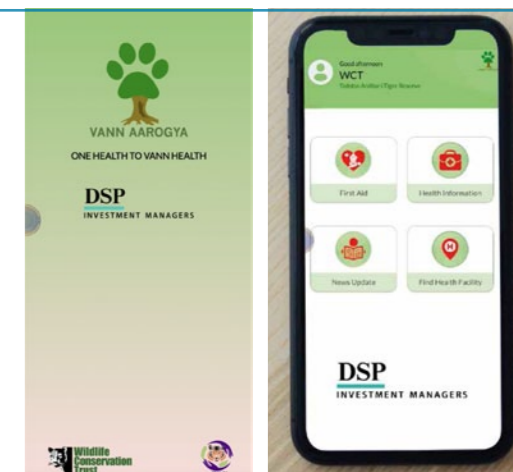 VANN AAROGYA
ONE HEALTH TO VANN HEALTH
DSP
INVESTMENT MANAGERS
Wildlife
Conservation
Trust
Good afternoon
WCT
First Aid
Health Information
News Update
Find Health Facility
DSP
INVESTMENT MANAGERS